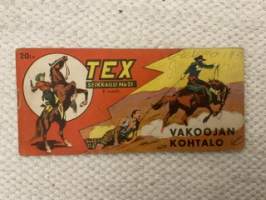 20:-
TEX
SEIKKAILU No 21
VAKOOJAN
KOHTALO